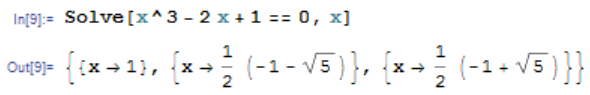 In[9]:= Solve[x^3 - 2 x + 1 == 0, x]
Out[9]= {{x → 1}, {x → 1/2 (-1 - √5)}, {x → 1/2 (-1 + √5)}}